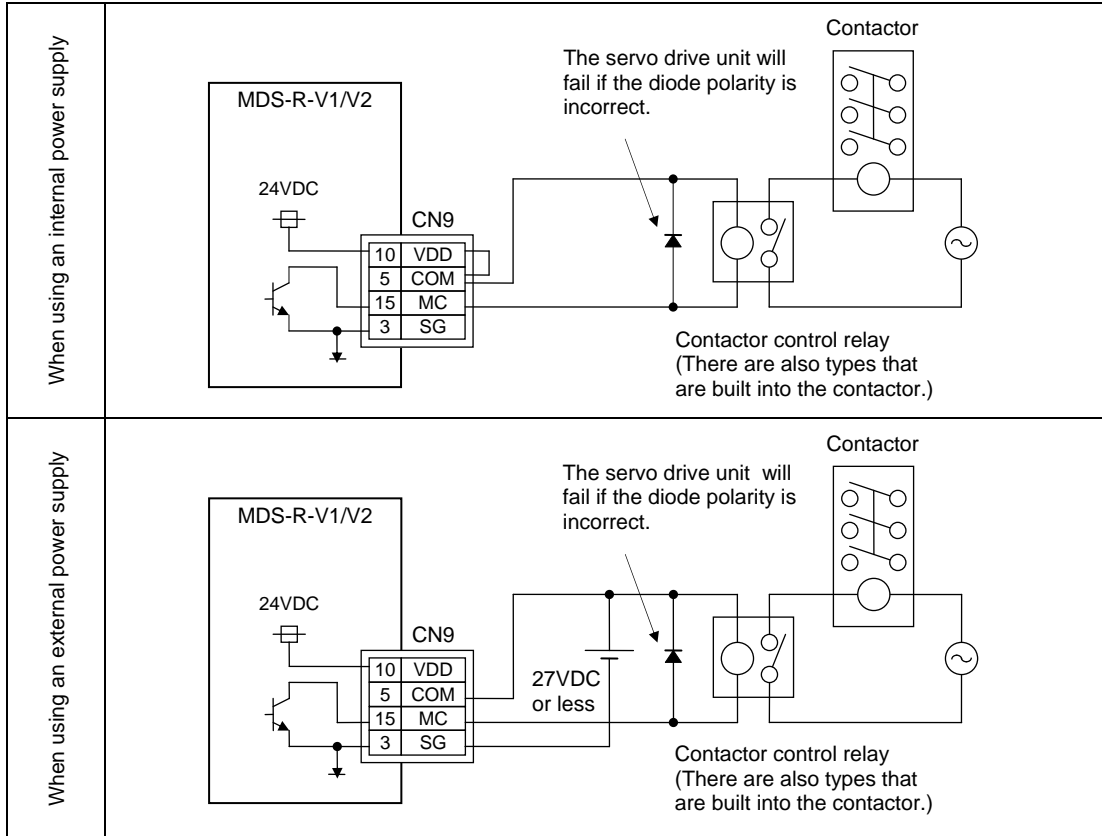 When using an internal power supply
Contactor
The servo drive unit will
fail if the diode polarity is
incorrect.
MDS-R-V1/V2
24VDC
CN9
10 VDD
5 COM
15 MC
3 SG
Contactor control relay
(There are also types that
are built into the contactor.)
When using an external power supply
Contactor
The servo drive unit will
fail if the diode polarity is
incorrect.
MDS-R-V1/V2
24VDC
CN9
10 VDD
5 COM
15 MC
3 SG
27VDC
or less
Contactor control relay
(There are also types that
are built into the contactor.)